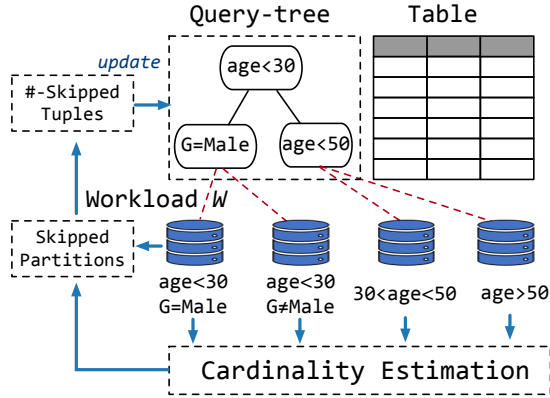 Query-tree
Table
update
age<30
#-Skipped
Tuples
G=Male
age<50
Workload W
Skipped
Partitions
age<30
G=Male
age<30
G≠Male
30<age<50
age>50
Cardinality Estimation